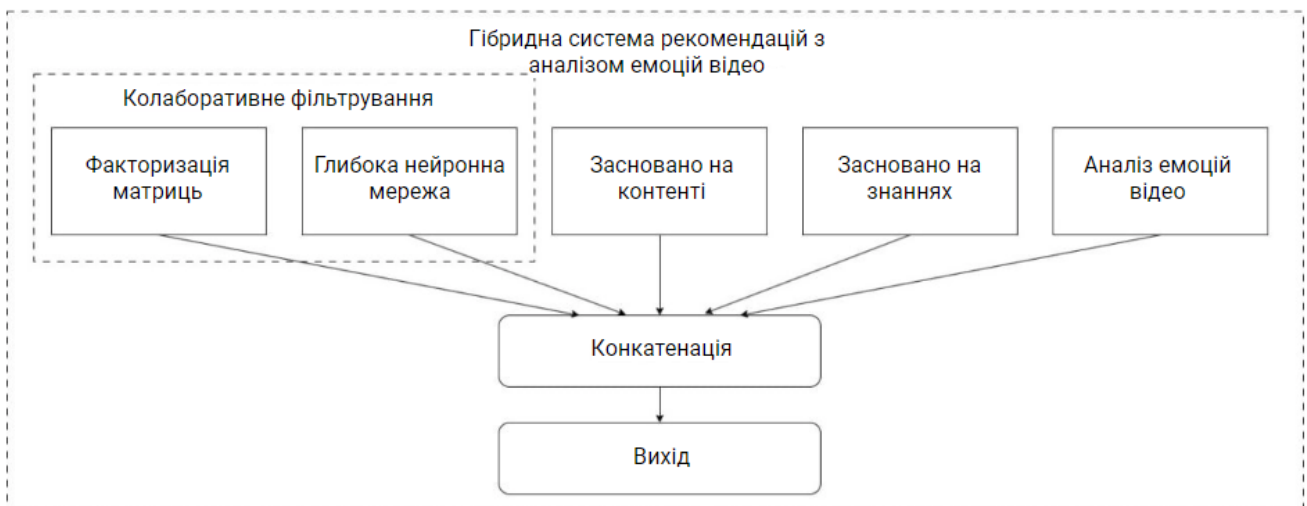 Гібридна система рекомендацій з
аналізом емоцій відео
Колаборативне фільтрування
Факторизація
матриць
Глибока нейронна
мережа
Засновано на
контенті
Засновано на
знаннях
Аналіз емоцій
відео
Конкатенація
Вихід